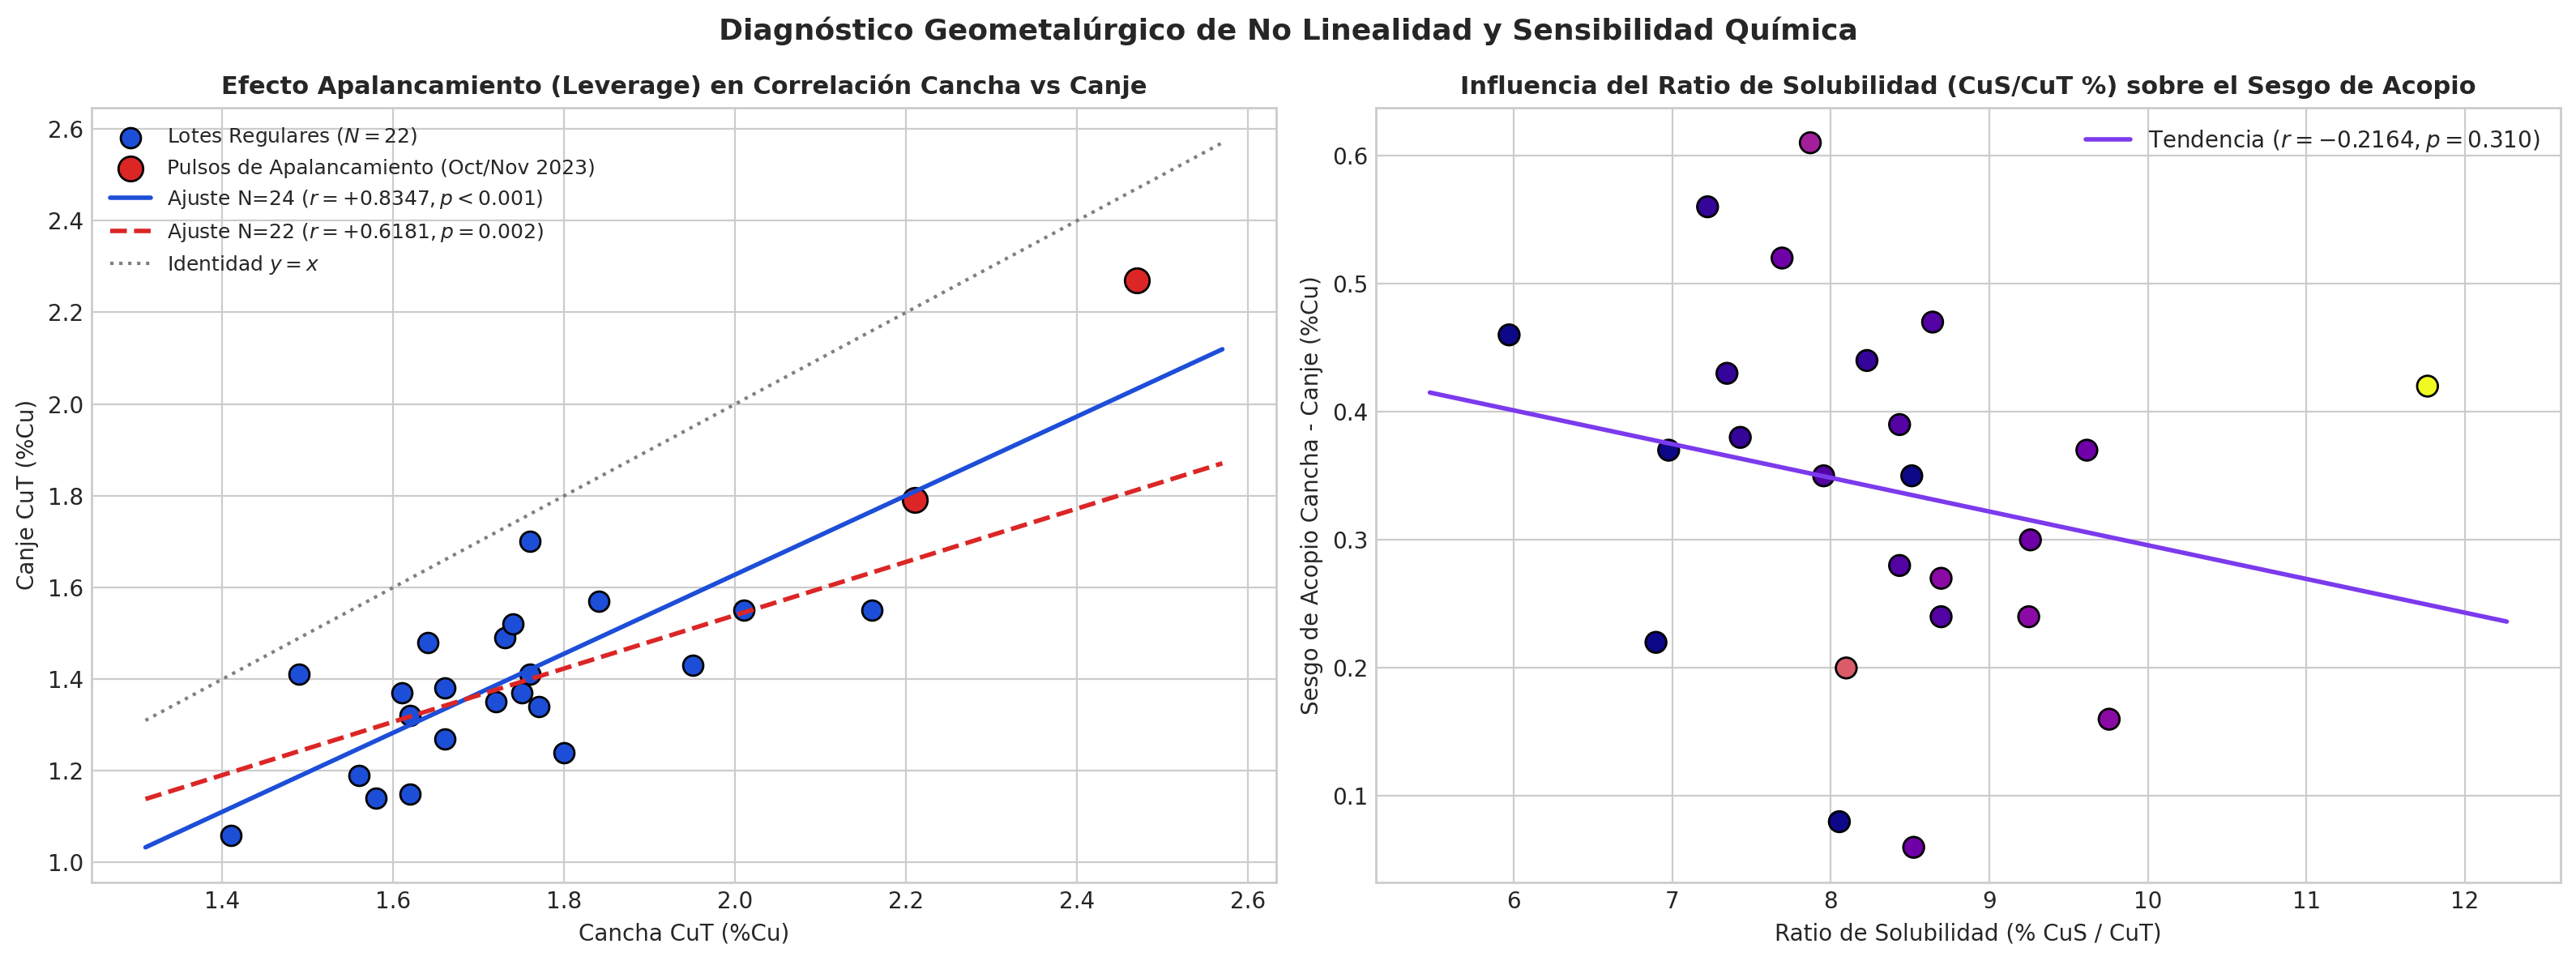 Diagnóstico Geometalúrgico de No Linealidad y Sensibilidad Química
Efecto Apalancamiento (Leverage) en Correlación Cancha vs Canje
Lotes Regulares (N = 22)
Pulsos de Apalancamiento (Oct/Nov 2023)
Ajuste N=24 (r = +0.8347, p < 0.001)
Ajuste N=22 (r = +0.6181, p = 0.002)
Identidad y = x
Canje CuT (%Cu)
2.6
2.4
2.2
2.0
1.8
1.6
1.4
1.2
1.0
1.4 1.6 1.8 2.0 2.2 2.4 2.6
Cancha CuT (%Cu)
Influencia del Ratio de Solubilidad (CuS/CuT %) sobre el Sesgo de Acopio
Tendencia (r = −0.2164, p = 0.310)
Sesgo de Acopio Cancha - Canje (%Cu)
0.6
0.5
0.4
0.3
0.2
0.1
6 7 8 9 10 11 12
Ratio de Solubilidad (% CuS / CuT)